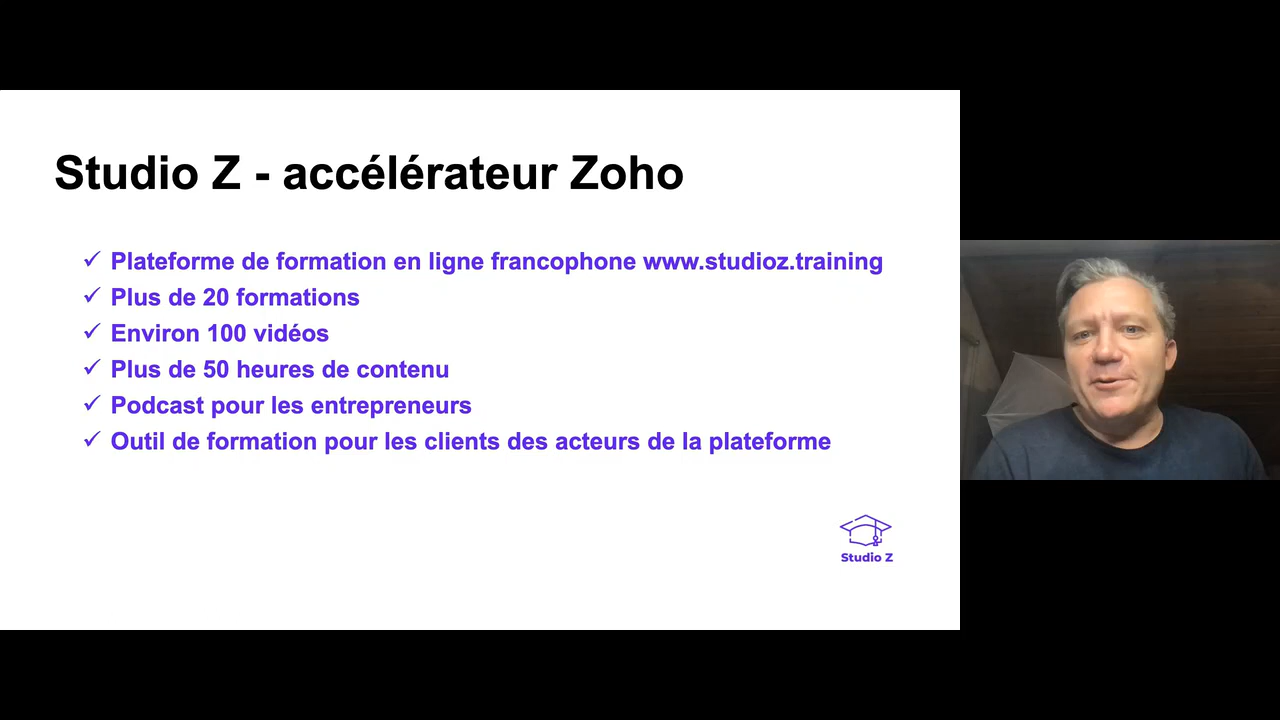 Studio Z - accélérateur Zoho
✓ Plateforme de formation en ligne francophone www.studioz.training
✓ Plus de 20 formations
✓ Environ 100 vidéos
✓ Plus de 50 heures de contenu
✓ Podcast pour les entrepreneurs
✓ Outil de formation pour les clients des acteurs de la plateforme
Studio Z